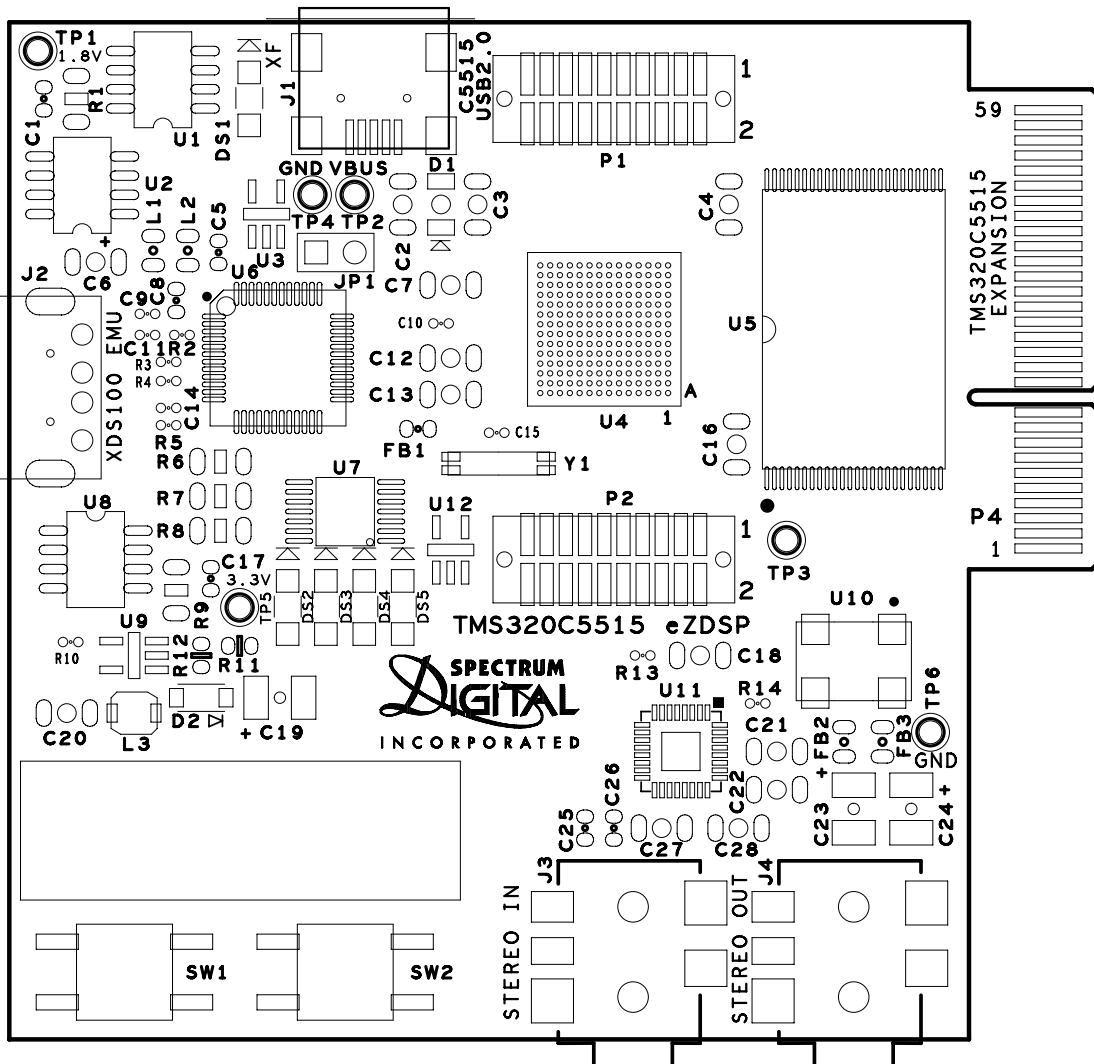 TP1
1.8V
C1
R1
U1
DS1
XF
J1
C5515
USB2.0
1
2
P1
59
TMS320C5515
EXPANSION
GND VBUS
TP4 TP2
D1
C2
C3
C4
U2
L1
L2
C5
U3
JP1
+
C6
J2
U6
C8
C9
C11
R2
R3
R4
C14
R5
XDS100 EMU
C7
C10
C12
C13
FB1
C15
Y1
U4
A
1
U5
C16
R6
R7
R8
U7
U8
U12
P2
1
2
TP3
P4
1
C17
3.3V
TP5
R9
DS2
DS3
DS4
DS5
TMS320C5515 eZDSP
U10
U9
R10
R12
R11
R13
C18
SPECTRUM
DIGITAL
INCORPORATED
U11
R14
TP6
GND
C20
L3
D2
+ C19
C21
C22
+
FB2
FB3
C23
C24
+
C25
C26
C27
C28
J3
J4
STEREO IN
STEREO OUT
SW1
SW2